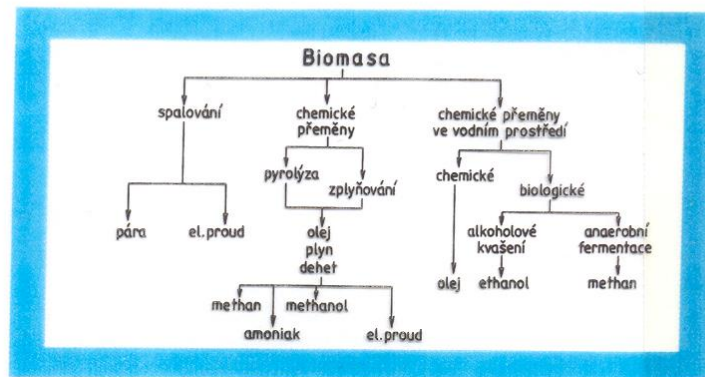 Biomasa
spalování
chemické
přeměny
chemické přeměny
ve vodním prostředí
pyrolýza
zplyňování
chemické
biologické
pára
el.proud
olej
plyn
dehet
alkoholové
kvašení
anaerobní
fermentace
olej
ethanol
methan
methan
methanol
amoniak
el.proud